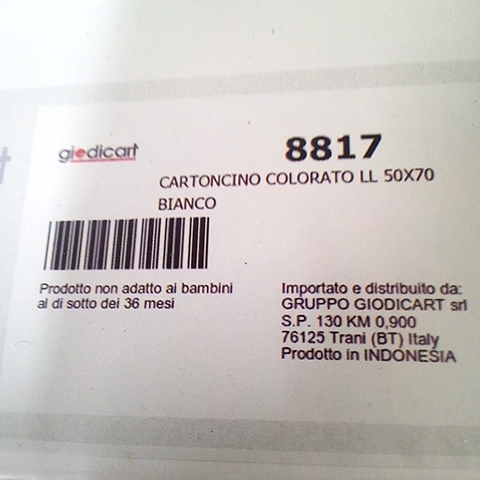 giodicart
8817
CARTONCINO COLORATO LL 50X70
BIANCO
Prodotto non adatto ai bambini
al di sotto dei 36 mesi
Importato e distribuito da:
GRUPPO GIODICART srl
S.P. 130 KM 0,900
76125 Trani (BT) Italy
Prodotto in INDONESIA